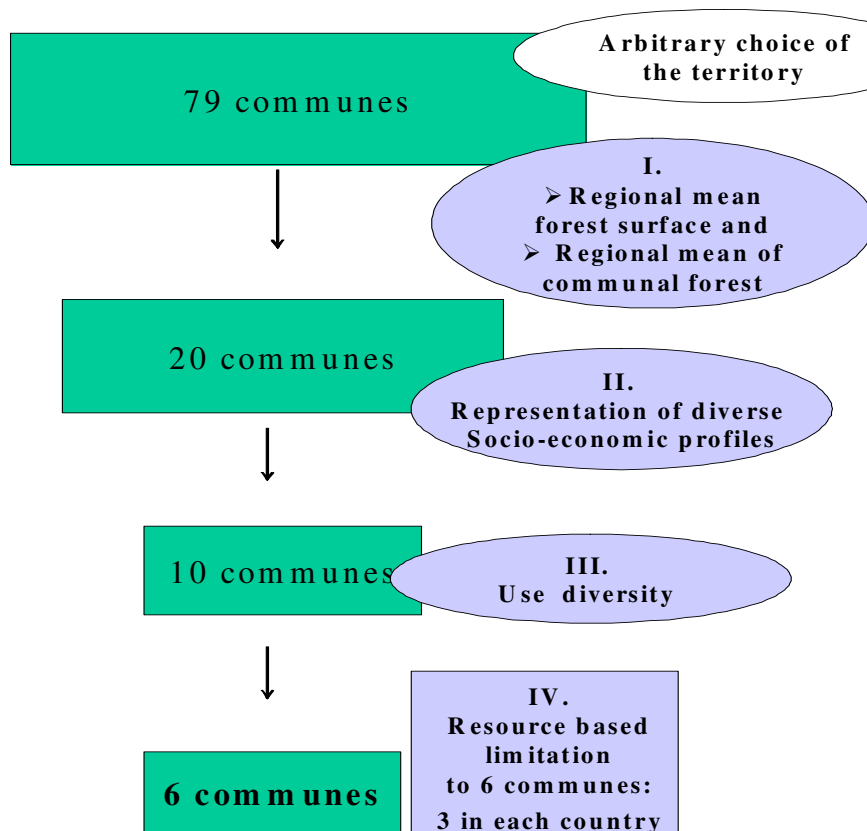 Arbitrary choice of
the territory
79 communes
I.
➢ Regional mean
forest surface and
➢ Regional mean of
communal forest
20 communes
II.
Representation of diverse
Socio-economic profiles
10 communes
III.
Use diversity
IV.
Resource based
limitation
to 6 communes:
3 in each country
6 communes